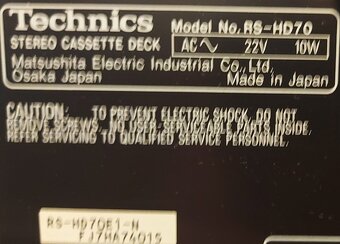 Technics Model No. RS-HD70
STEREO CASSETTE DECK AC 22V 10W
Matsushita Electric Industrial Co., Ltd.
Osaka Japan Made in Japan
CAUTION: TO PREVENT ELECTRIC SHOCK, DO NOT
REMOVE SCREWS. NO USER-SERVICEABLE PARTS INSIDE.
REFER SERVICING TO QUALIFIED SERVICE PERSONNEL.
RS-HD70E1-N
FJ7HA74015